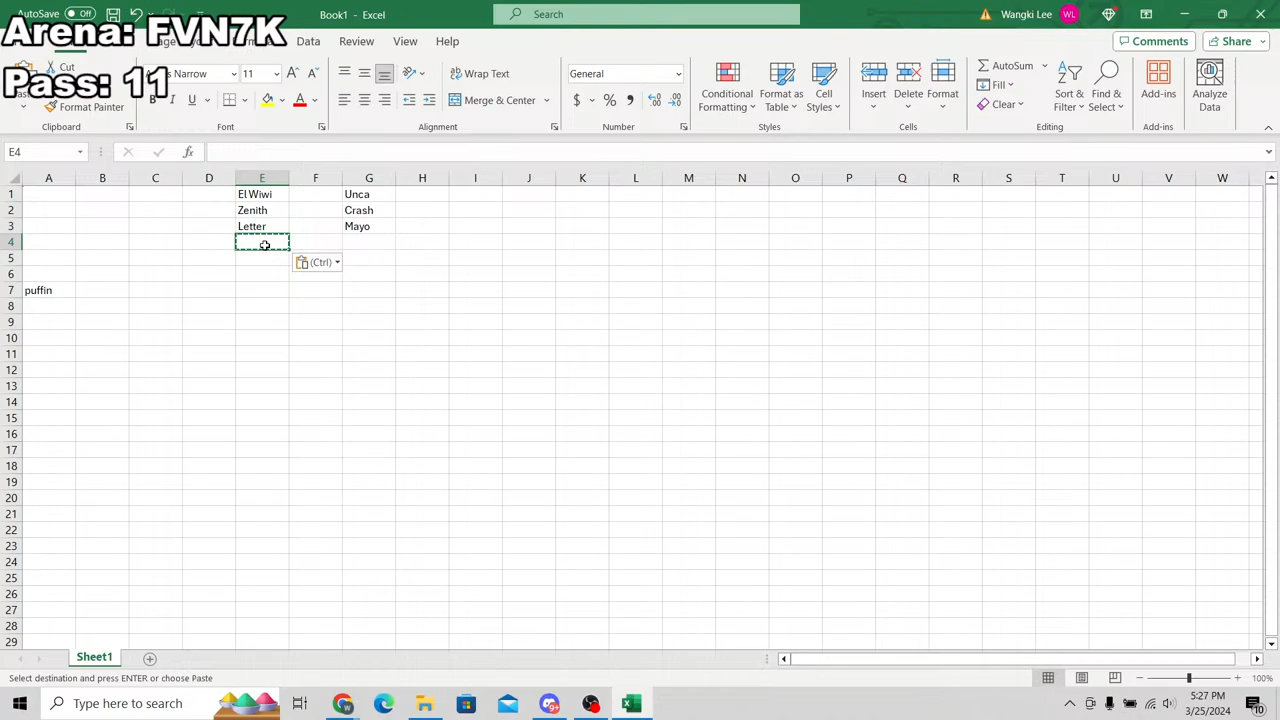 Arena: FVN7K
Pass: 11
Book1 - Excel
Search
Wangki Lee
WL
Data
Review
View
Help
Comments
Share
Cut
Narrow
11
Wrap Text
General
Format Painter
Merge & Center
Conditional Formatting
Format as Table
Cell Styles
Insert
Delete
Format
AutoSum
Fill
Clear
Sort & Filter
Find & Select
Add-ins
Analyze Data
Clipboard
Font
Alignment
Number
Styles
Cells
Editing
Add-ins
E4
fx
A B C D E F G H I J K L M N O P Q R S T U V W
1 El Wiwi Unca
2 Zenith Crash
3 Letter Mayo
4
(Ctrl)
5
6
7 puffin
8
9
10
11
12
13
14
15
16
17
18
19
20
21
22
23
24
25
26
27
28
29
Sheet1
Select destination and press ENTER or choose Paste
100%
Type here to search
5:27 PM
3/25/2024
10